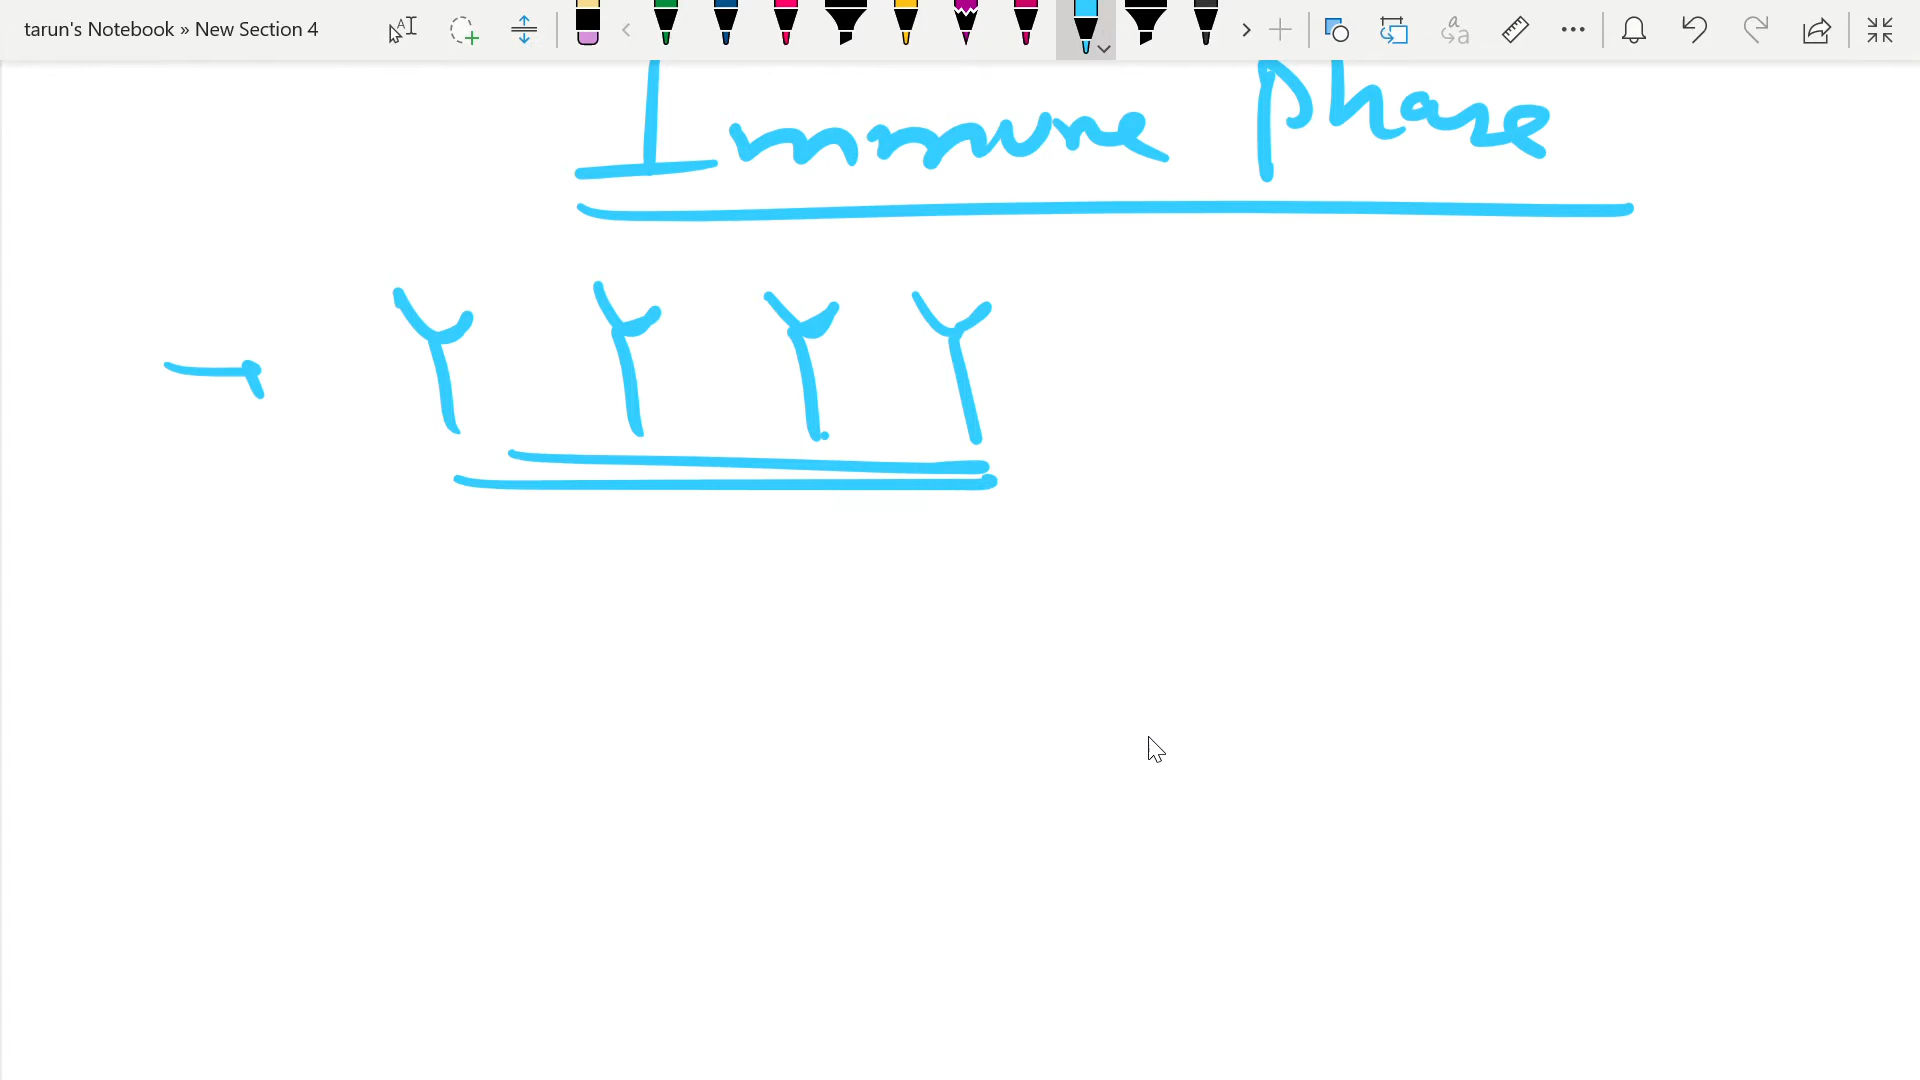 tarun's Notebook » New Section 4
Immune Phase
→ Y Y Y Y